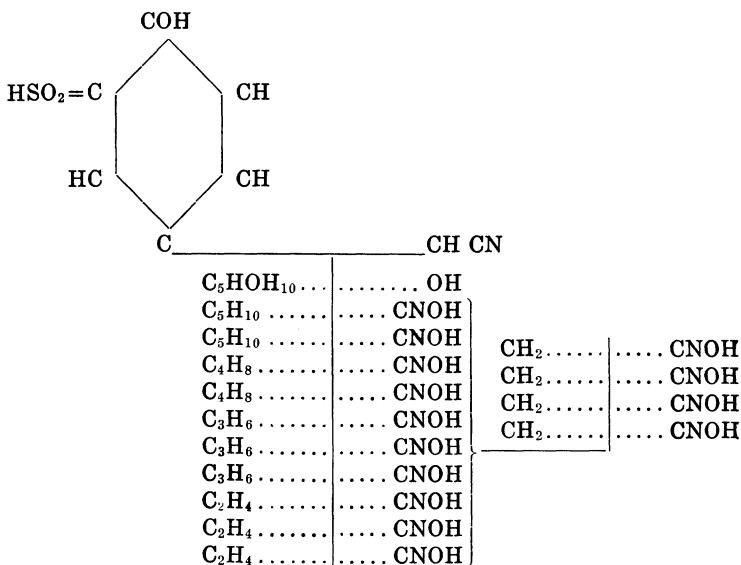 COH
HSO₂=C CH
HC CH
C CH CN
C₅HOH₁₀............ OH
C₅H₁₀............ CNOH
C₅H₁₀............ CNOH
C₄H₈............ CNOH
C₄H₈............ CNOH
C₃H₆............ CNOH
C₃H₆............ CNOH
C₃H₆............ CNOH
C₂H₄............ CNOH
C₂H₄............ CNOH
C₂H₄............ CNOH
CH₂........... CNOH
CH₂........... CNOH
CH₂........... CNOH
CH₂........... CNOH